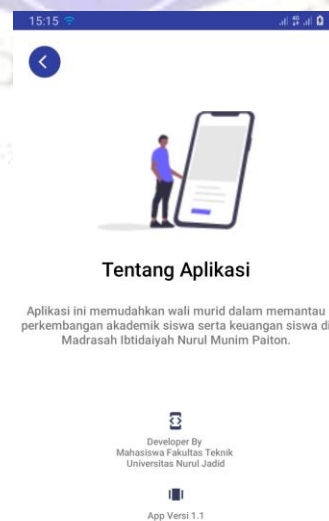 15:15
Tentang Aplikasi
Aplikasi ini memudahkan wali murid dalam memantau
perkembangan akademik siswa serta keuangan siswa di
Madrasah Ibtidaiyah Nurul Munim Paiton.
Developer By
Mahasiswa Fakultas Teknik
Universitas Nurul Jadid
App Versi 1.1